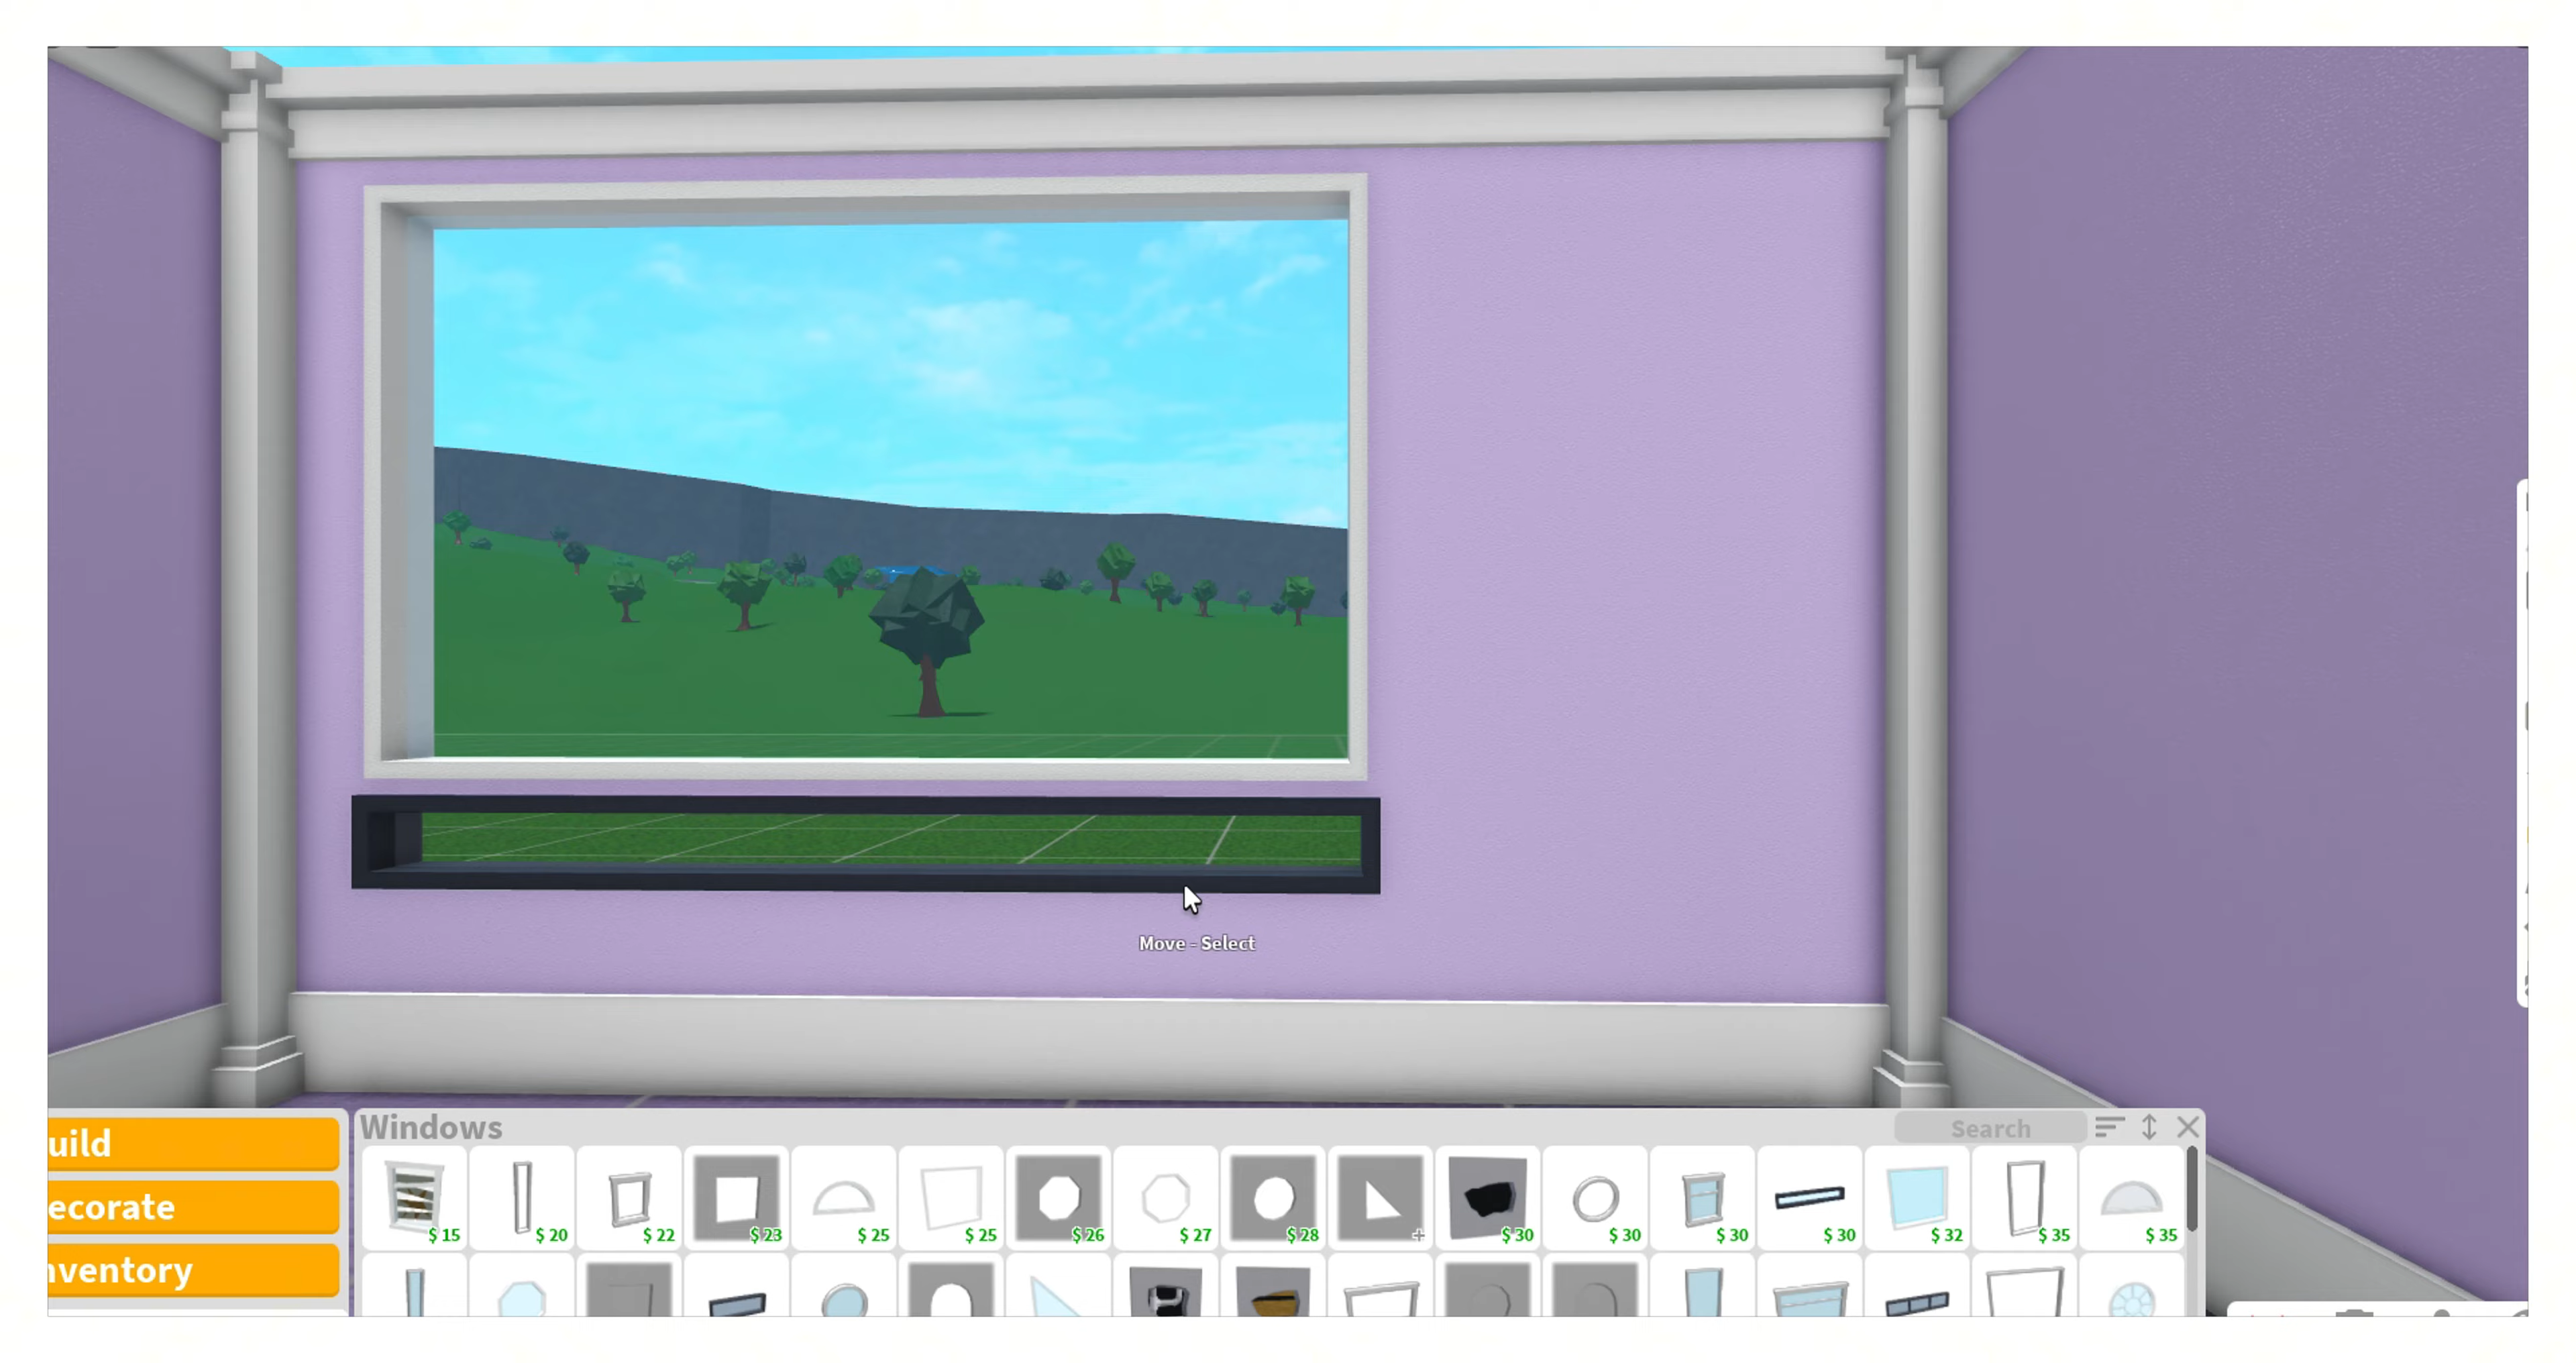 Move - Select
Windows
Search
uild
ecorate
nventory
$ 15
$ 20
$ 22
$ 23
$ 25
$ 25
$ 26
$ 27
$ 28
+
$ 30
$ 30
$ 30
$ 30
$ 32
$ 35
$ 35